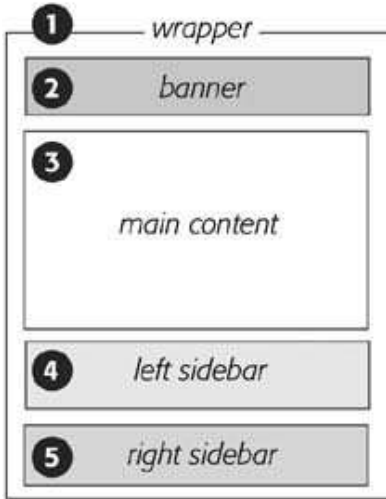 1 wrapper
2 banner
3
main content
4 left sidebar
5 right sidebar